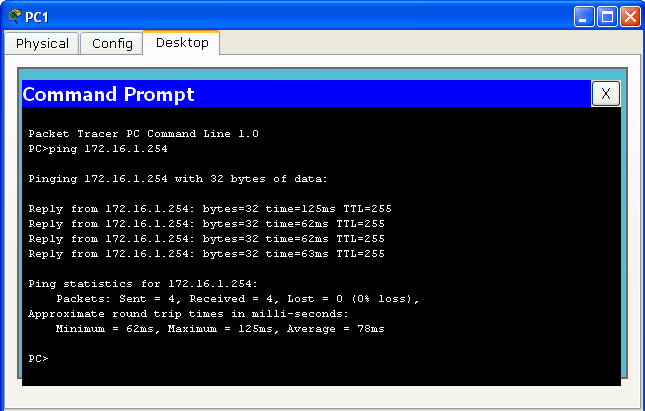 PC1
Physical Config Desktop
Command Prompt X
Packet Tracer PC Command Line 1.0
PC>ping 172.16.1.254
Pinging 172.16.1.254 with 32 bytes of data:
Reply from 172.16.1.254: bytes=32 time=125ms TTL=255
Reply from 172.16.1.254: bytes=32 time=62ms TTL=255
Reply from 172.16.1.254: bytes=32 time=62ms TTL=255
Reply from 172.16.1.254: bytes=32 time=63ms TTL=255
Ping statistics for 172.16.1.254:
Packets: Sent = 4, Received = 4, Lost = 0 (0% loss),
Approximate round trip times in milli-seconds:
Minimum = 62ms, Maximum = 125ms, Average = 78ms
PC>